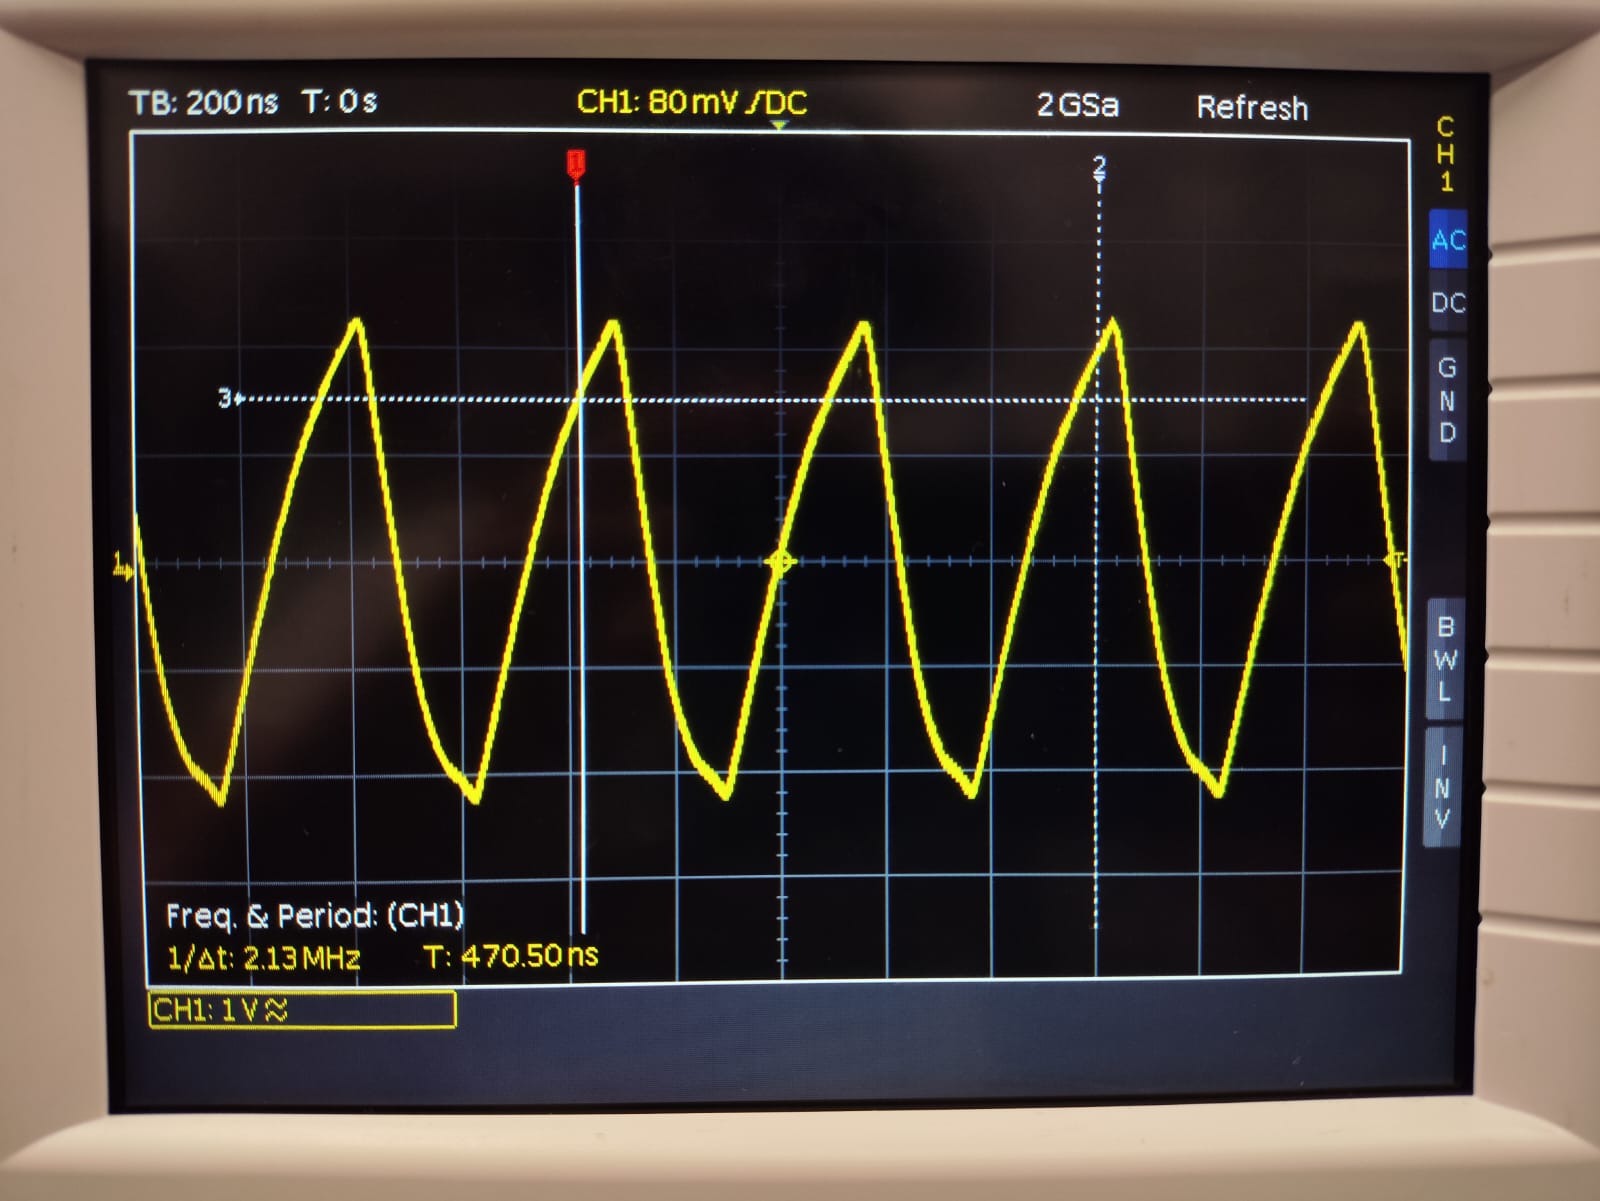 TB: 200ns T: 0s CH1: 80mV /DC 2GSa Refresh
CH1
1
2
AC
DC
3
GND
1
T
BWL
INV
Freq. & Period: (CH1)
1/Δt: 2.13MHz T: 470.50ns
CH1: 1V≈